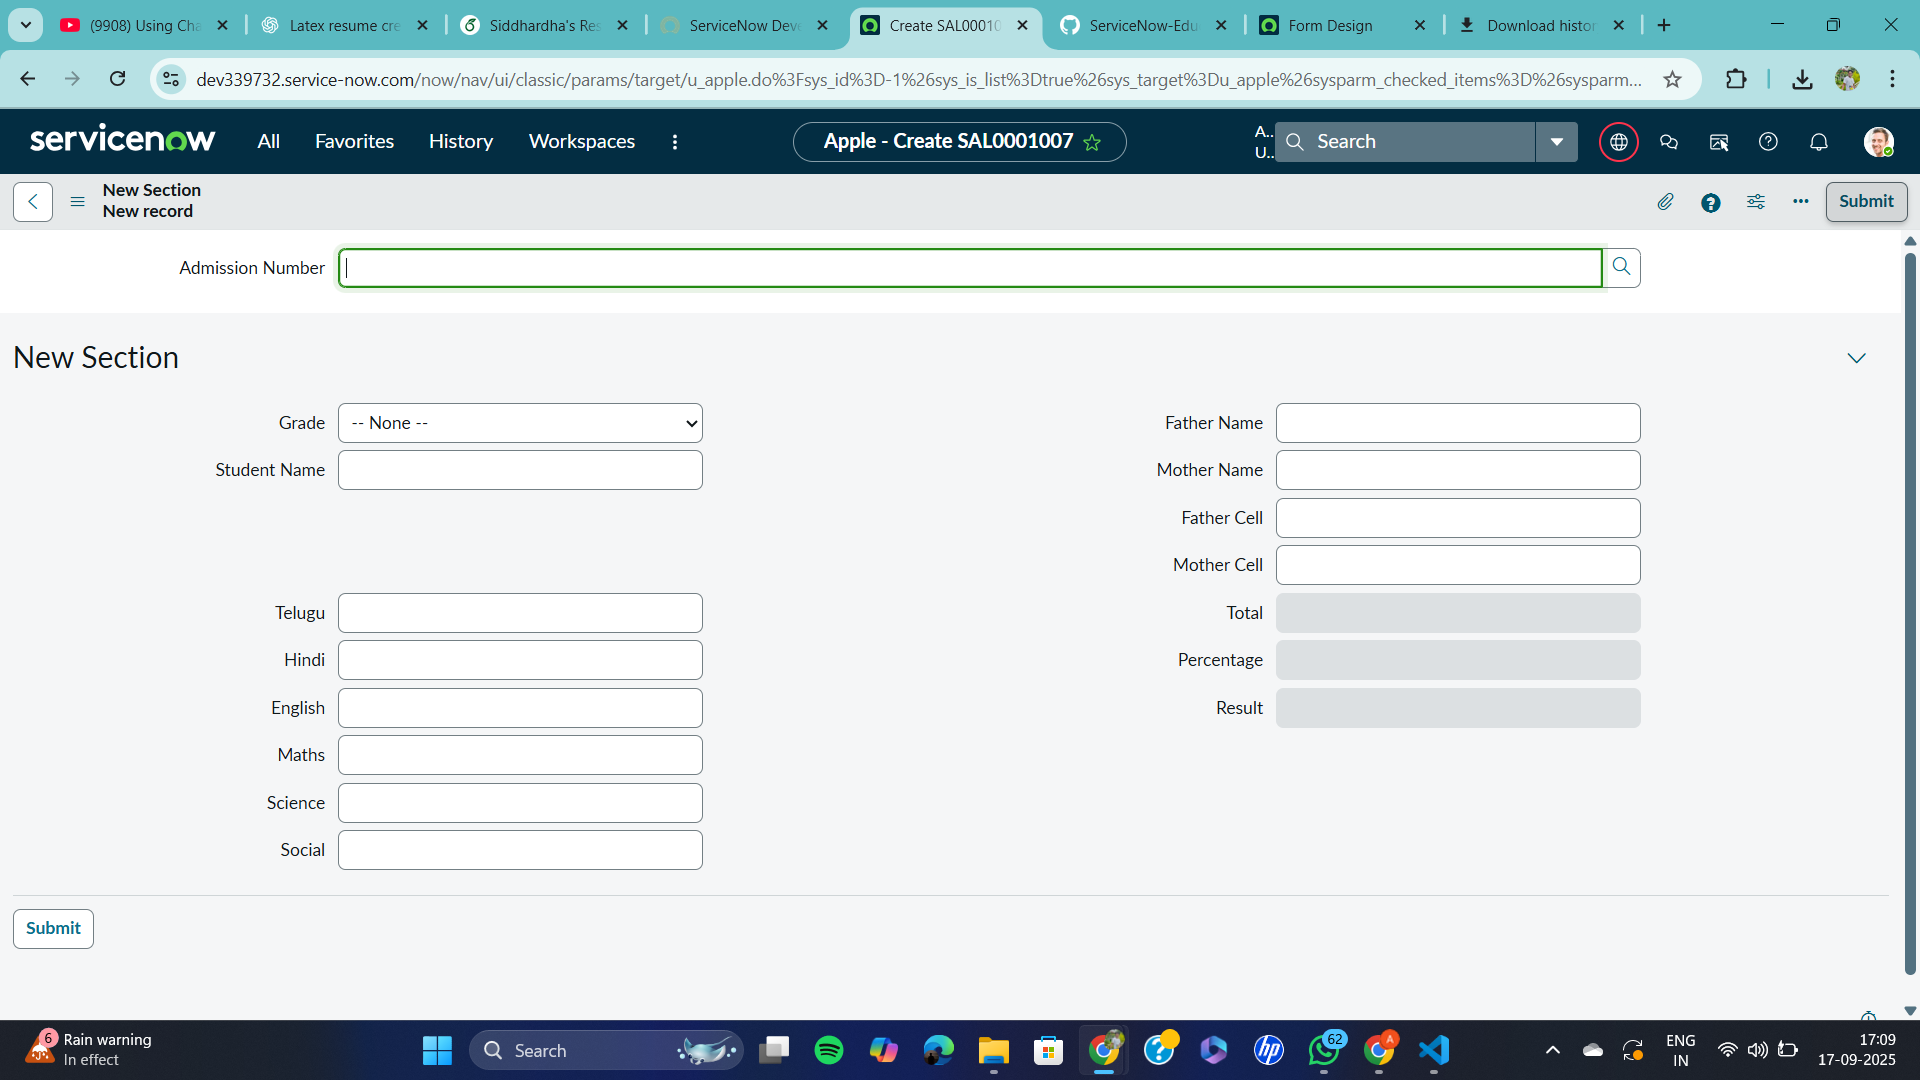 (9908) Using Cha
Latex resume cre
Siddhardha's Res
ServiceNow Deve
Create SAL00010
ServiceNow-Edu
Form Design
Download histor
dev339732.service-now.com/now/nav/ui/classic/params/target/u_apple.do%3Fsys_id%3D-1%26sys_is_list%3Dtrue%26sys_target%3Du_apple%26sysparm_checked_items%3D%26sysparm...
servicenow
All
Favorites
History
Workspaces
Apple - Create SAL0001007
A..
U..
Search
New Section
New record
Submit
Admission Number
New Section
Grade
-- None --
Father Name
Student Name
Mother Name
Father Cell
Mother Cell
Telugu
Total
Hindi
Percentage
English
Result
Maths
Science
Social
Submit
6
Rain warning
In effect
Search
62
A
ENG
IN
17:09
17-09-2025